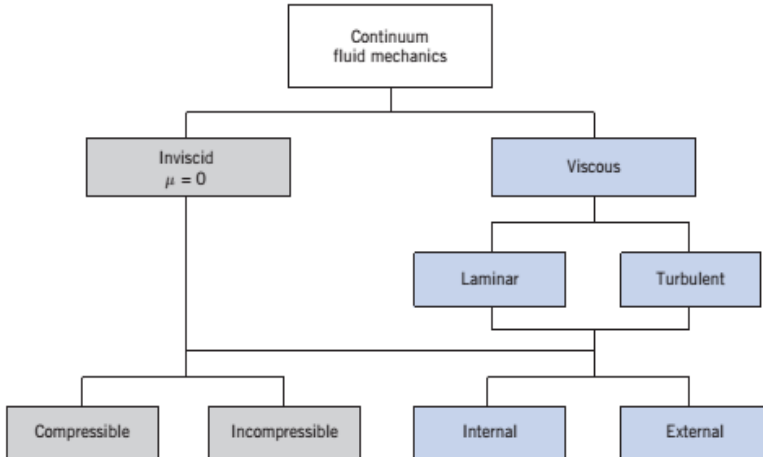 Continuum
fluid mechanics
Inviscid
μ = 0
Viscous
Laminar
Turbulent
Compressible
Incompressible
Internal
External